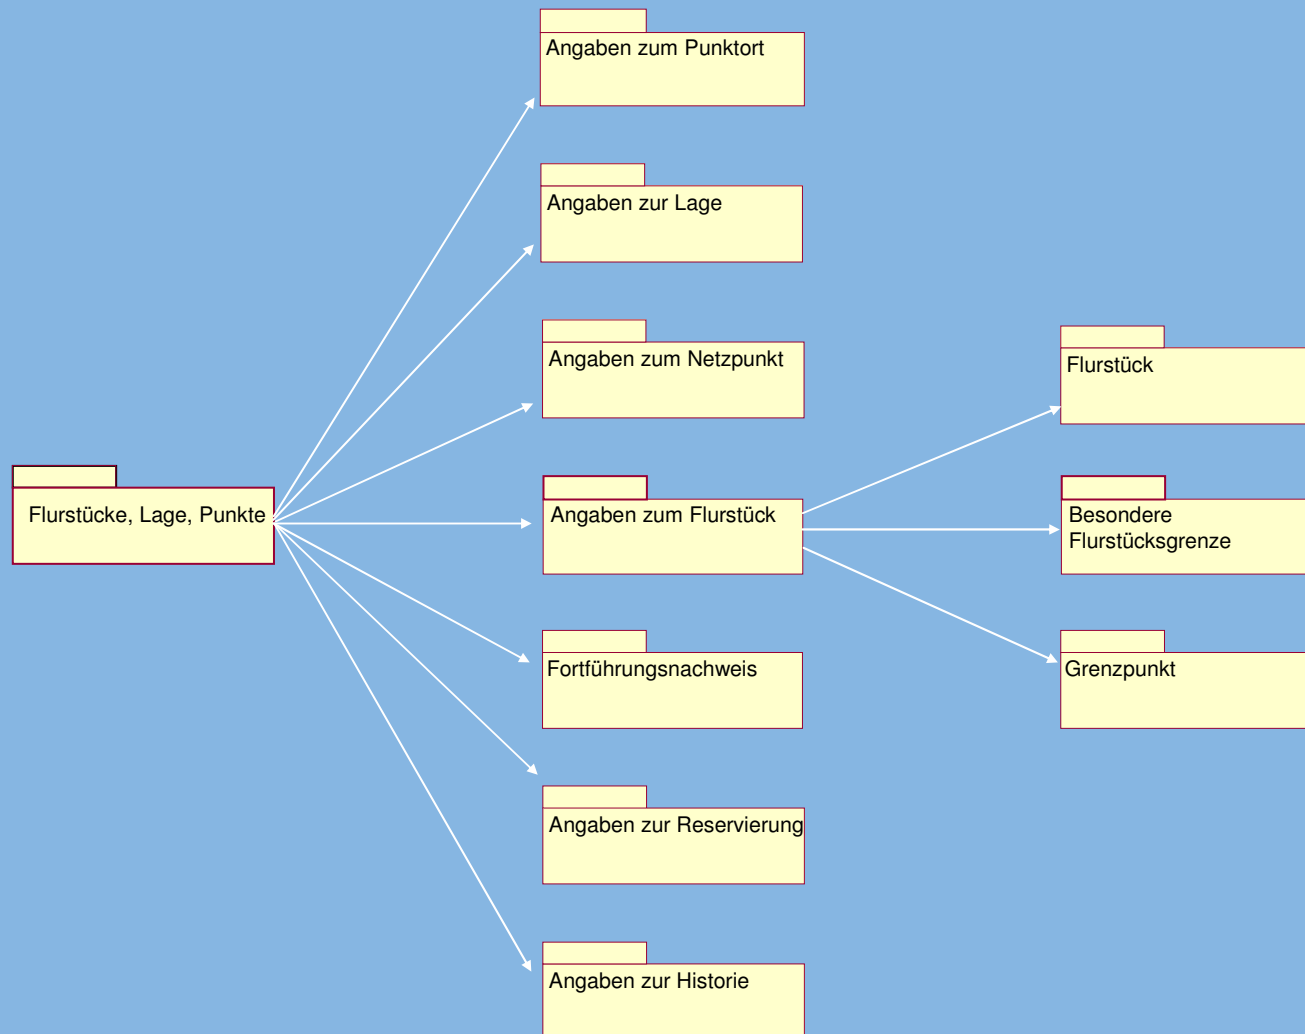 Angaben zum Punktort
Angaben zur Lage
Angaben zum Netzpunkt
Flurstück
Flurstücke, Lage, Punkte
Angaben zum Flurstück
Besondere
Flurstücksgrenze
Fortführungsnachweis
Grenzpunkt
Angaben zur Reservierung
Angaben zur Historie